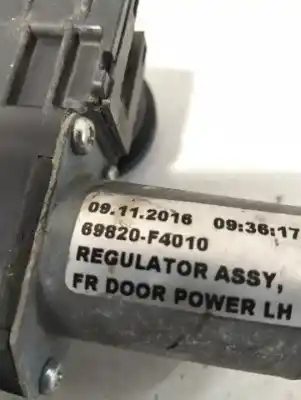 09.11.2016 09:36:17
69820-F4010
REGULATOR ASSY,
FR DOOR POWER LH